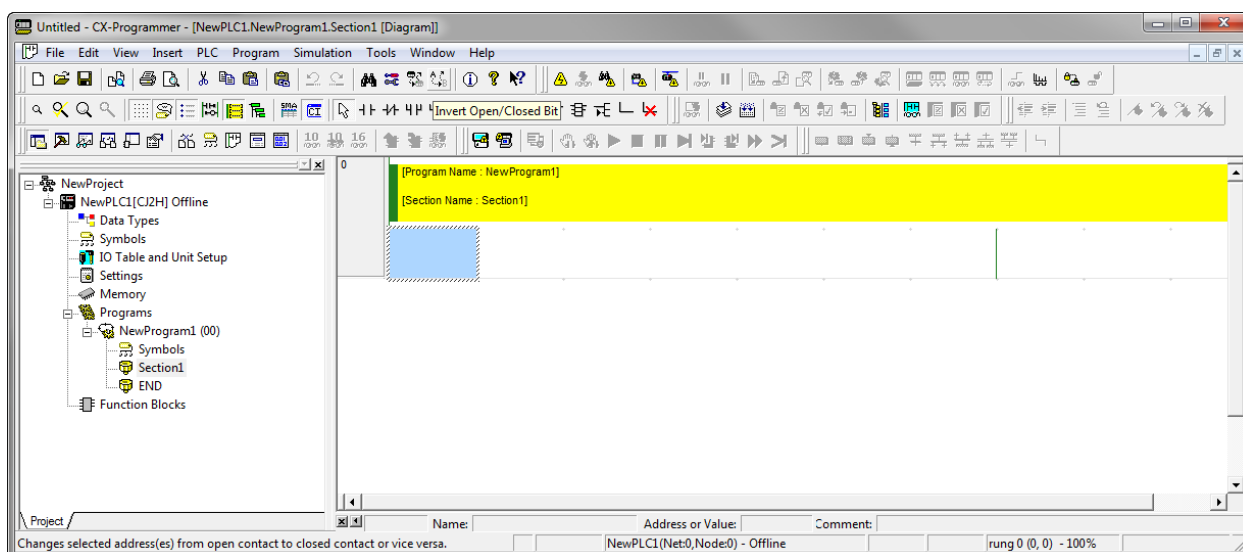 Untitled - CX-Programmer - [NewPLC1.NewProgram1.Section1 [Diagram]]
File Edit View Insert PLC Program Simulation Tools Window Help
Invert Open/Closed Bit
10 10 16
0
[Program Name : NewProgram1]
[Section Name : Section1]
NewProject
NewPLC1[CJ2H] Offline
Data Types
Symbols
IO Table and Unit Setup
Settings
Memory
Programs
NewProgram1 (00)
Symbols
Section1
END
Function Blocks
Project
Name: Address or Value: Comment:
Changes selected address(es) from open contact to closed contact or vice versa. NewPLC1(Net:0,Node:0) - Offline rung 0 (0, 0) - 100%